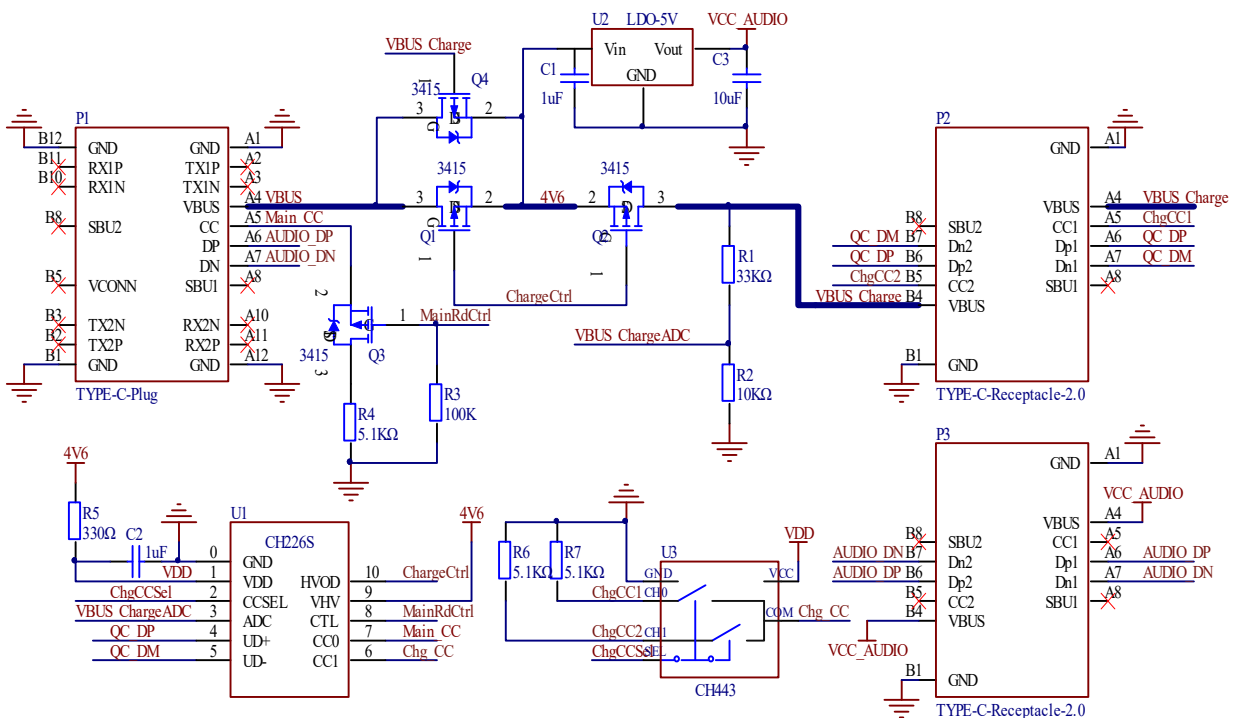 U2 LDO-5V VCC_AUDIO
VBUS_Charge
Vin Vout
GND
C1 1uF
C3 10uF
3415 Q4
1
3 2
P1
B12 GND GND A1
B11 RX1P TX1P A2
B10 RX1N TX1N A3
VBUS A4 VBUS
B8 SBU2 CC A5 Main_CC
DP A6 AUDIO_DP
DN A7 AUDIO_DN
B5 VCONN SBU1 A8
B3 TX2N RX2N A10
B2 TX2P RX2P A11
B1 GND GND A12
TYPE-C-Plug
3415
3 2
Q1 1
4V6
3415
2 3
Q2 1
ChargeCtrl
R1 33KΩ
VBUS_ChargeADC
R2 10KΩ
2
1 MainRdCtrl
3415 Q3
3
R4 5.1KΩ
R3 100K
P2
GND A1
VBUS A4 VBUS_Charge
B8 SBU2 CC1 A5 ChgCC1
QC_DM B7 Dn2 Dp1 A6 QC_DP
QC_DP B6 Dp2 Dn1 A7 QC_DM
ChgCC2 B5 CC2 SBU1 A8
VBUS_Charge B4 VBUS
B1 GND
TYPE-C-Receptacle-2.0
4V6
R5 330Ω
C2 1uF
U1
CH226S
4V6
0 GND
VDD 1 VDD HVOD 10 ChargeCtrl
ChgCCSel 2 CCSEL VHV 9
VBUS_ChargeADC 3 ADC CTL 8 MainRdCtrl
QC_DP 4 UD+ CC0 7 Main_CC
QC_DM 5 UD- CC1 6 Chg_CC
R6 5.1KΩ
R7 5.1KΩ
U3
VDD
GND VCC
ChgCC1 CH0
COM Chg_CC
ChgCC2 CH1
ChgCCSel SEL
CH443
P3
GND A1
VCC_AUDIO
VBUS A4
B8 SBU2 CC1 A5
AUDIO_DN B7 Dn2 Dp1 A6 AUDIO_DP
AUDIO_DP B6 Dp2 Dn1 A7 AUDIO_DN
B5 CC2 SBU1 A8
B4 VBUS
VCC_AUDIO
B1 GND
TYPE-C-Receptacle-2.0